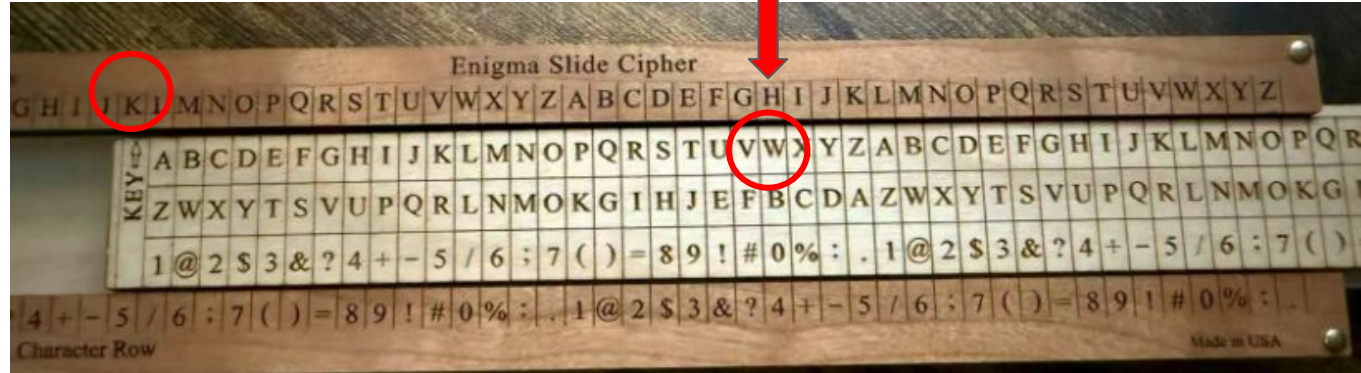 Enigma Slide Cipher
G H I J K L M N O P Q R S T U V W X Y Z A B C D E F G H I J K L M N O P Q R S T U V W X Y Z
KEY
A B C D E F G H I J K L M N O P Q R S T U V W X Y Z A B C D E F G H I J K L M N O P Q R
Z W X Y T S V U P Q R L N M O K G I H J E F B C D A Z W X Y T S V U P Q R L N M O K G
1 @ 2 $ 3 & ? 4 + - 5 / 6 ; 7 ( ) = 8 9 ! # 0 % : . 1 @ 2 $ 3 & ? 4 + - 5 / 6 ; 7 ( )
4 + - 5 / 6 ; 7 ( ) = 8 9 ! # 0 % : . 1 @ 2 $ 3 & ? 4 + - 5 / 6 ; 7 ( ) = 8 9 ! # 0 % : .
Character Row
Made in USA